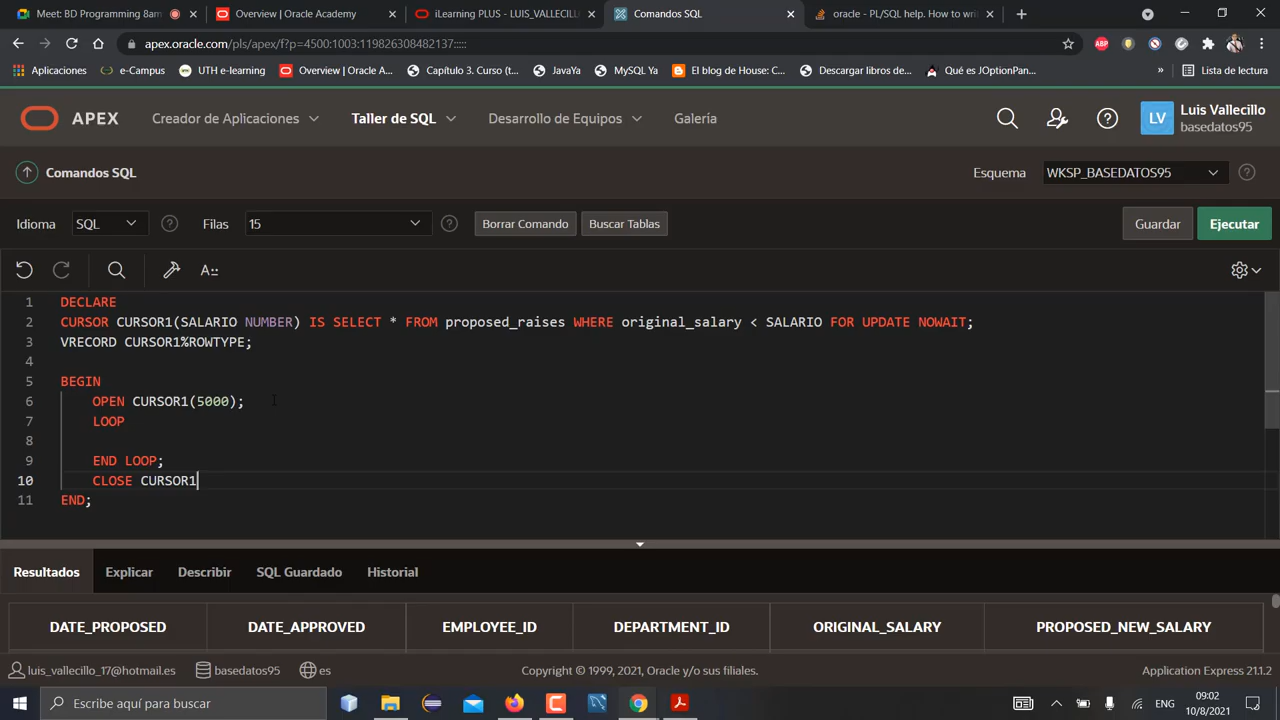 Meet: BD Programming 8am
Overview | Oracle Academy
iLearning PLUS - LUIS_VALLECILL
Comandos SQL
oracle - PL/SQL help. How to writ
apex.oracle.com/pls/apex/f?p=4500:1003:119826308482137:::::
Aplicaciones
e-Campus
UTH e-learning
Overview | Oracle A...
Capítulo 3. Curso (t...
JavaYa
MySQL Ya
El blog de House: C...
Descargar libros de...
Qué es JOptionPan...
»
Lista de lectura
APEX
Creador de Aplicaciones
Taller de SQL
Desarrollo de Equipos
Galería
LV
Luis Vallecillo
basedatos95
Comandos SQL
Esquema
WKSP_BASEDATOS95
Idioma
SQL
Filas
15
Borrar Comando
Buscar Tablas
Guardar
Ejecutar
1 DECLARE
2 CURSOR CURSOR1(SALARIO NUMBER) IS SELECT * FROM proposed_raises WHERE original_salary < SALARIO FOR UPDATE NOWAIT;
3 VRECORD CURSOR1%ROWTYPE;
4
5 BEGIN
6 OPEN CURSOR1(5000);
7 LOOP
8
9 END LOOP;
10 CLOSE CURSOR1
11 END;
Resultados
Explicar
Describir
SQL Guardado
Historial
DATE_PROPOSED
DATE_APPROVED
EMPLOYEE_ID
DEPARTMENT_ID
ORIGINAL_SALARY
PROPOSED_NEW_SALARY
luis_vallecillo_17@hotmail.es
basedatos95
es
Copyright © 1999, 2021, Oracle y/o sus filiales.
Application Express 21.1.2
Escribe aquí para buscar
ENG
09:02
10/8/2021